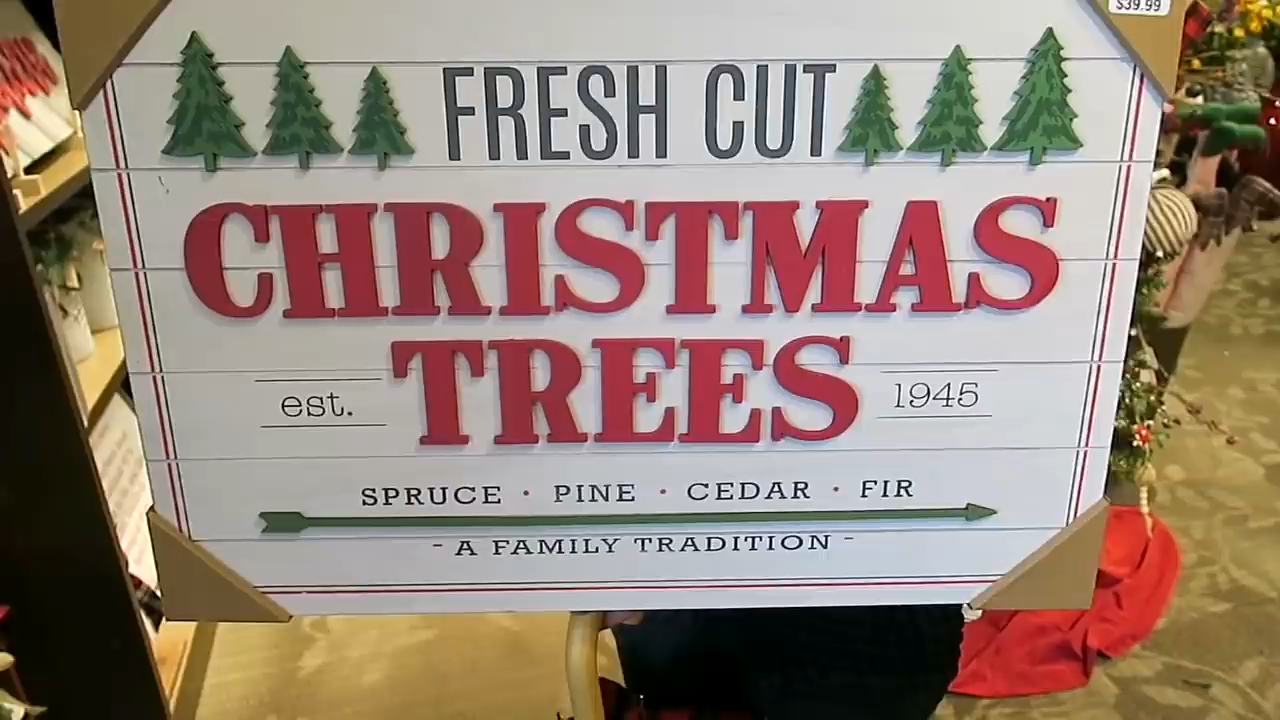 $39.99
FRESH CUT
CHRISTMAS
TREES
est.
1945
SPRUCE · PINE · CEDAR · FIR
- A FAMILY TRADITION -